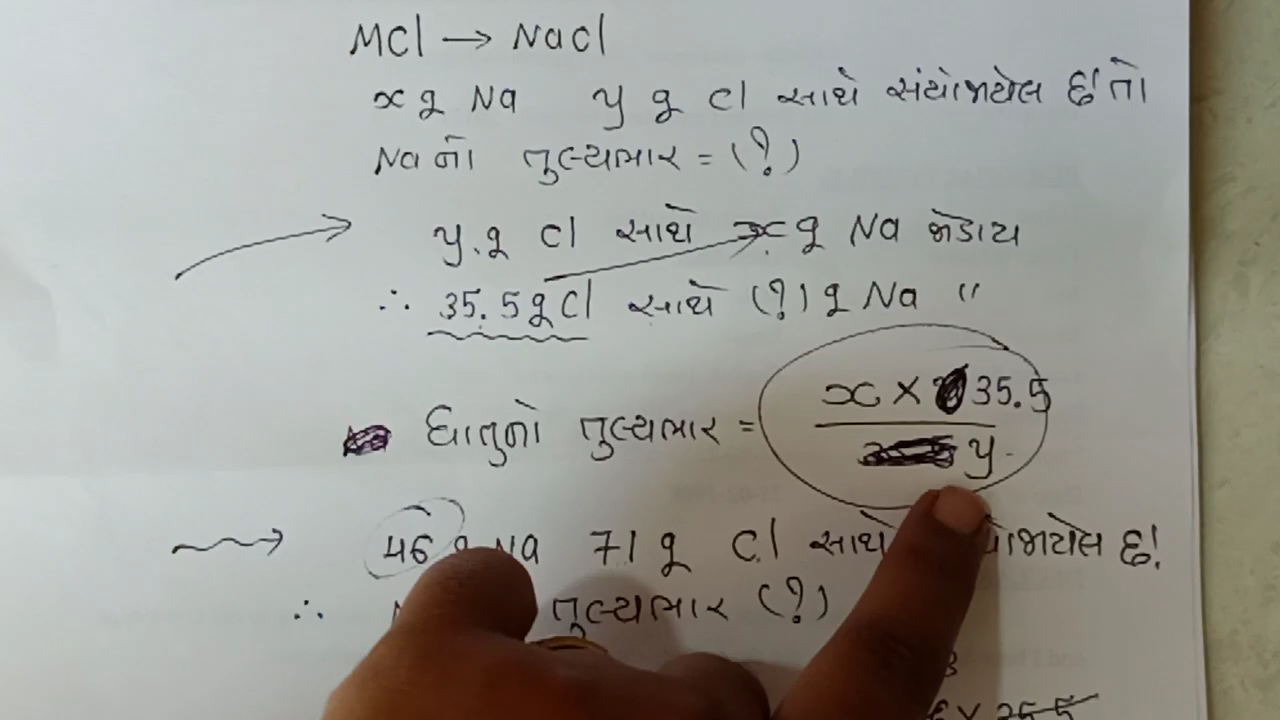 MCl → NaCl
x g Na y g Cl સાથે સંયોજાયેલ છે તો
Na નો તુલ્યભાર = (?)
y g Cl સાથે x g Na જોડાય
∴ 35.5 g Cl સાથે (?) g Na "
ધાતુનો તુલ્યભાર = x × 35.5 / y
46 g Na 71 g Cl સાથે છે.
∴ તુલ્યભાર (?)